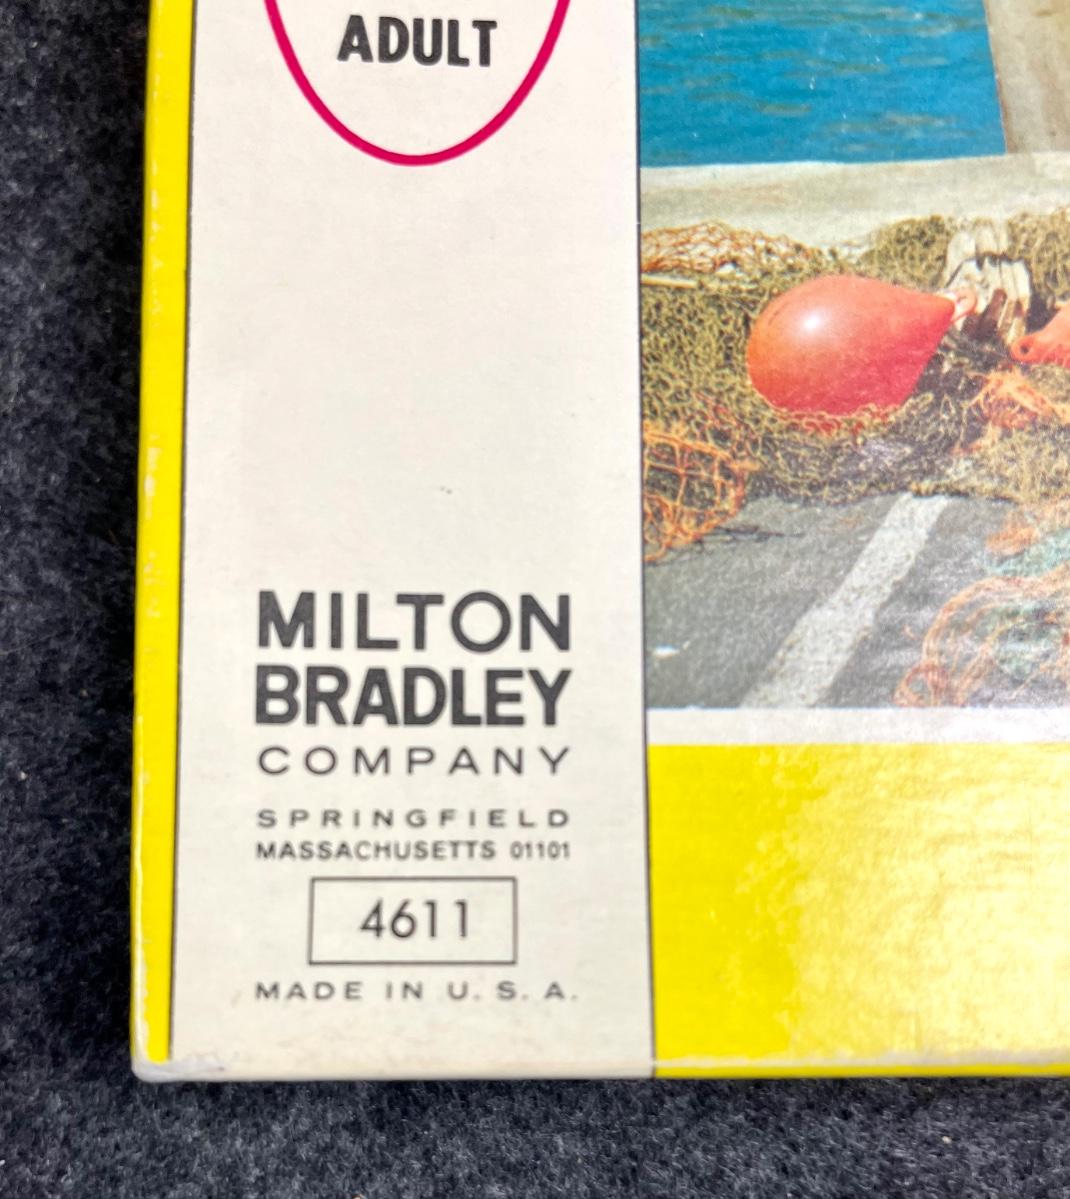 ADULT
MILTON
BRADLEY
COMPANY
SPRINGFIELD
MASSACHUSETTS 01101
4611
MADE IN U. S. A.